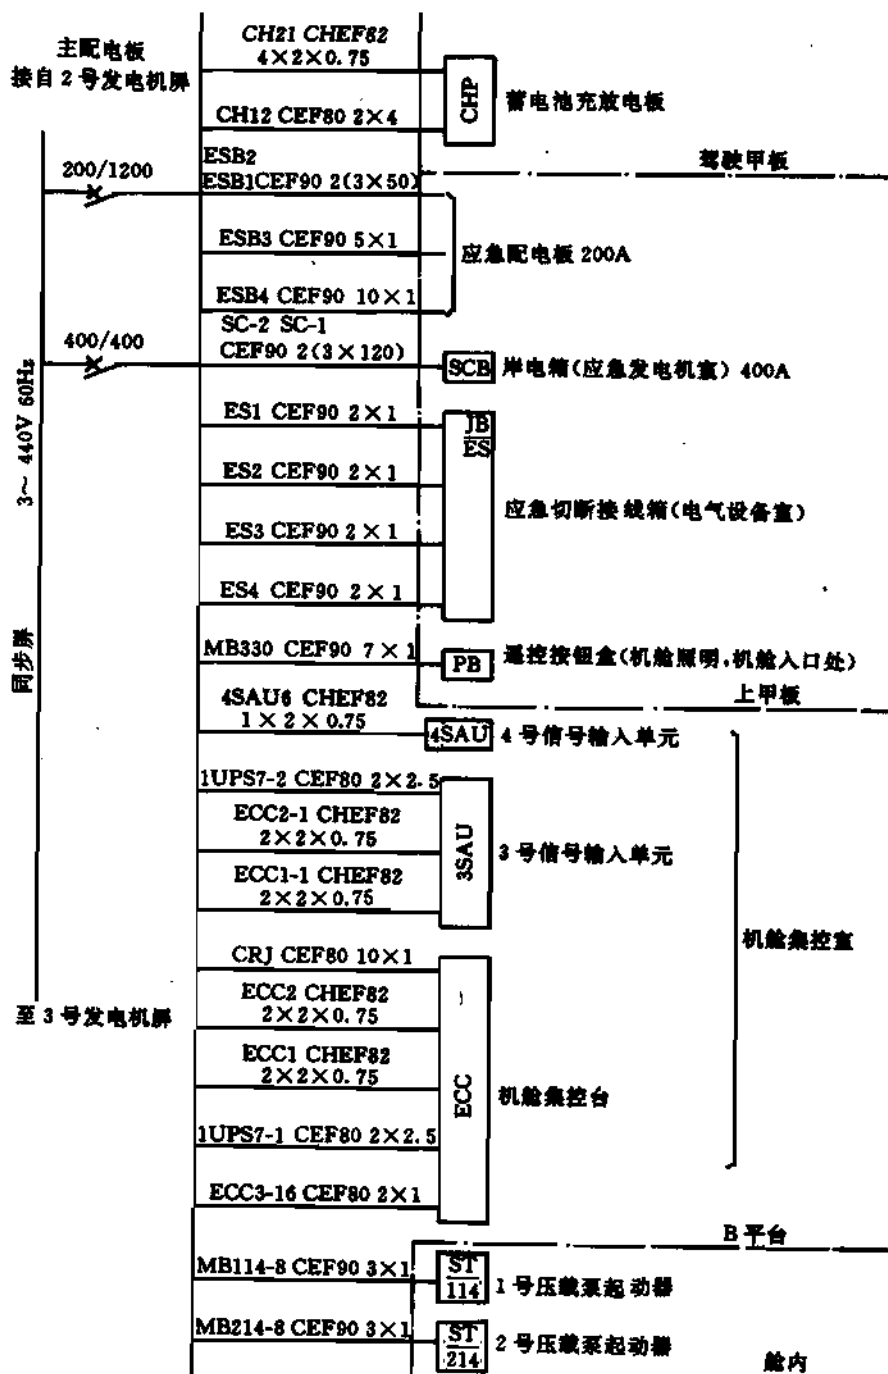 CH21 CHEF82
4×2×0.75
主配电板
接自2号发电机屏
CHP
蓄电池充放电板
CH12 CEF80 2×4
驾驶甲板
ESB2
200/1200
ESB1CEF90 2(3×50)
ESB3 CEF90 5×1
应急配电板 200A
ESB4 CEF90 10×1
SC-2 SC-1
400/400
CEF90 2(3×120)
SCB
岸电箱(应急发电机室) 400A
3～ 440V 60Hz
ES1 CEF90 2×1
JB
ES
ES2 CEF90 2×1
应急切断接线箱(电气设备室)
ES3 CEF90 2×1
ES4 CEF90 2×1
同步屏
MB330 CEF90 7×1
PB
遥控按钮盒(机舱照明,机舱入口处)
上甲板
4SAU6 CHEF82
1×2×0.75
4SAU
4号信号输入单元
1UPS7-2 CEF80 2×2.5
ECC2-1 CHEF82
2×2×0.75
3SAU
3号信号输入单元
ECC1-1 CHEF82
2×2×0.75
机舱集控室
CRJ CEF80 10×1
至3号发电机屏
ECC2 CHEF82
2×2×0.75
ECC1 CHEF82
2×2×0.75
ECC
机舱集控台
1UPS7-1 CEF80 2×2.5
ECC3-16 CEF80 2×1
B平台
MB114-8 CEF90 3×1
ST
114
1号压载泵起动器
MB214-8 CEF90 3×1
ST
214
2号压载泵起动器
舱内